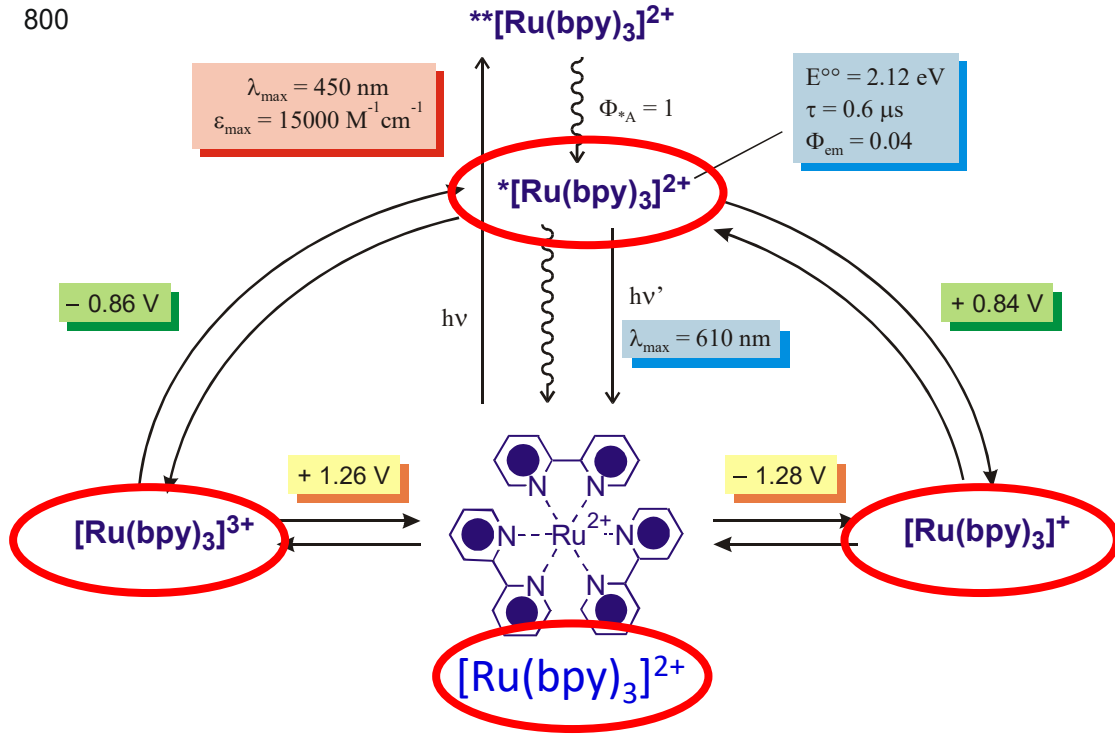 800
**[Ru(bpy)₃]²⁺
λmax = 450 nm
εmax = 15000 M⁻¹cm⁻¹
Φ*A = 1
E°° = 2.12 eV
τ = 0.6 μs
Φem = 0.04
*[Ru(bpy)₃]²⁺
– 0.86 V
hν
hν’
λmax = 610 nm
+ 0.84 V
+ 1.26 V
– 1.28 V
N
N
[Ru(bpy)₃]³⁺
N
Ru²⁺
N
[Ru(bpy)₃]⁺
N
N
[Ru(bpy)₃]²⁺